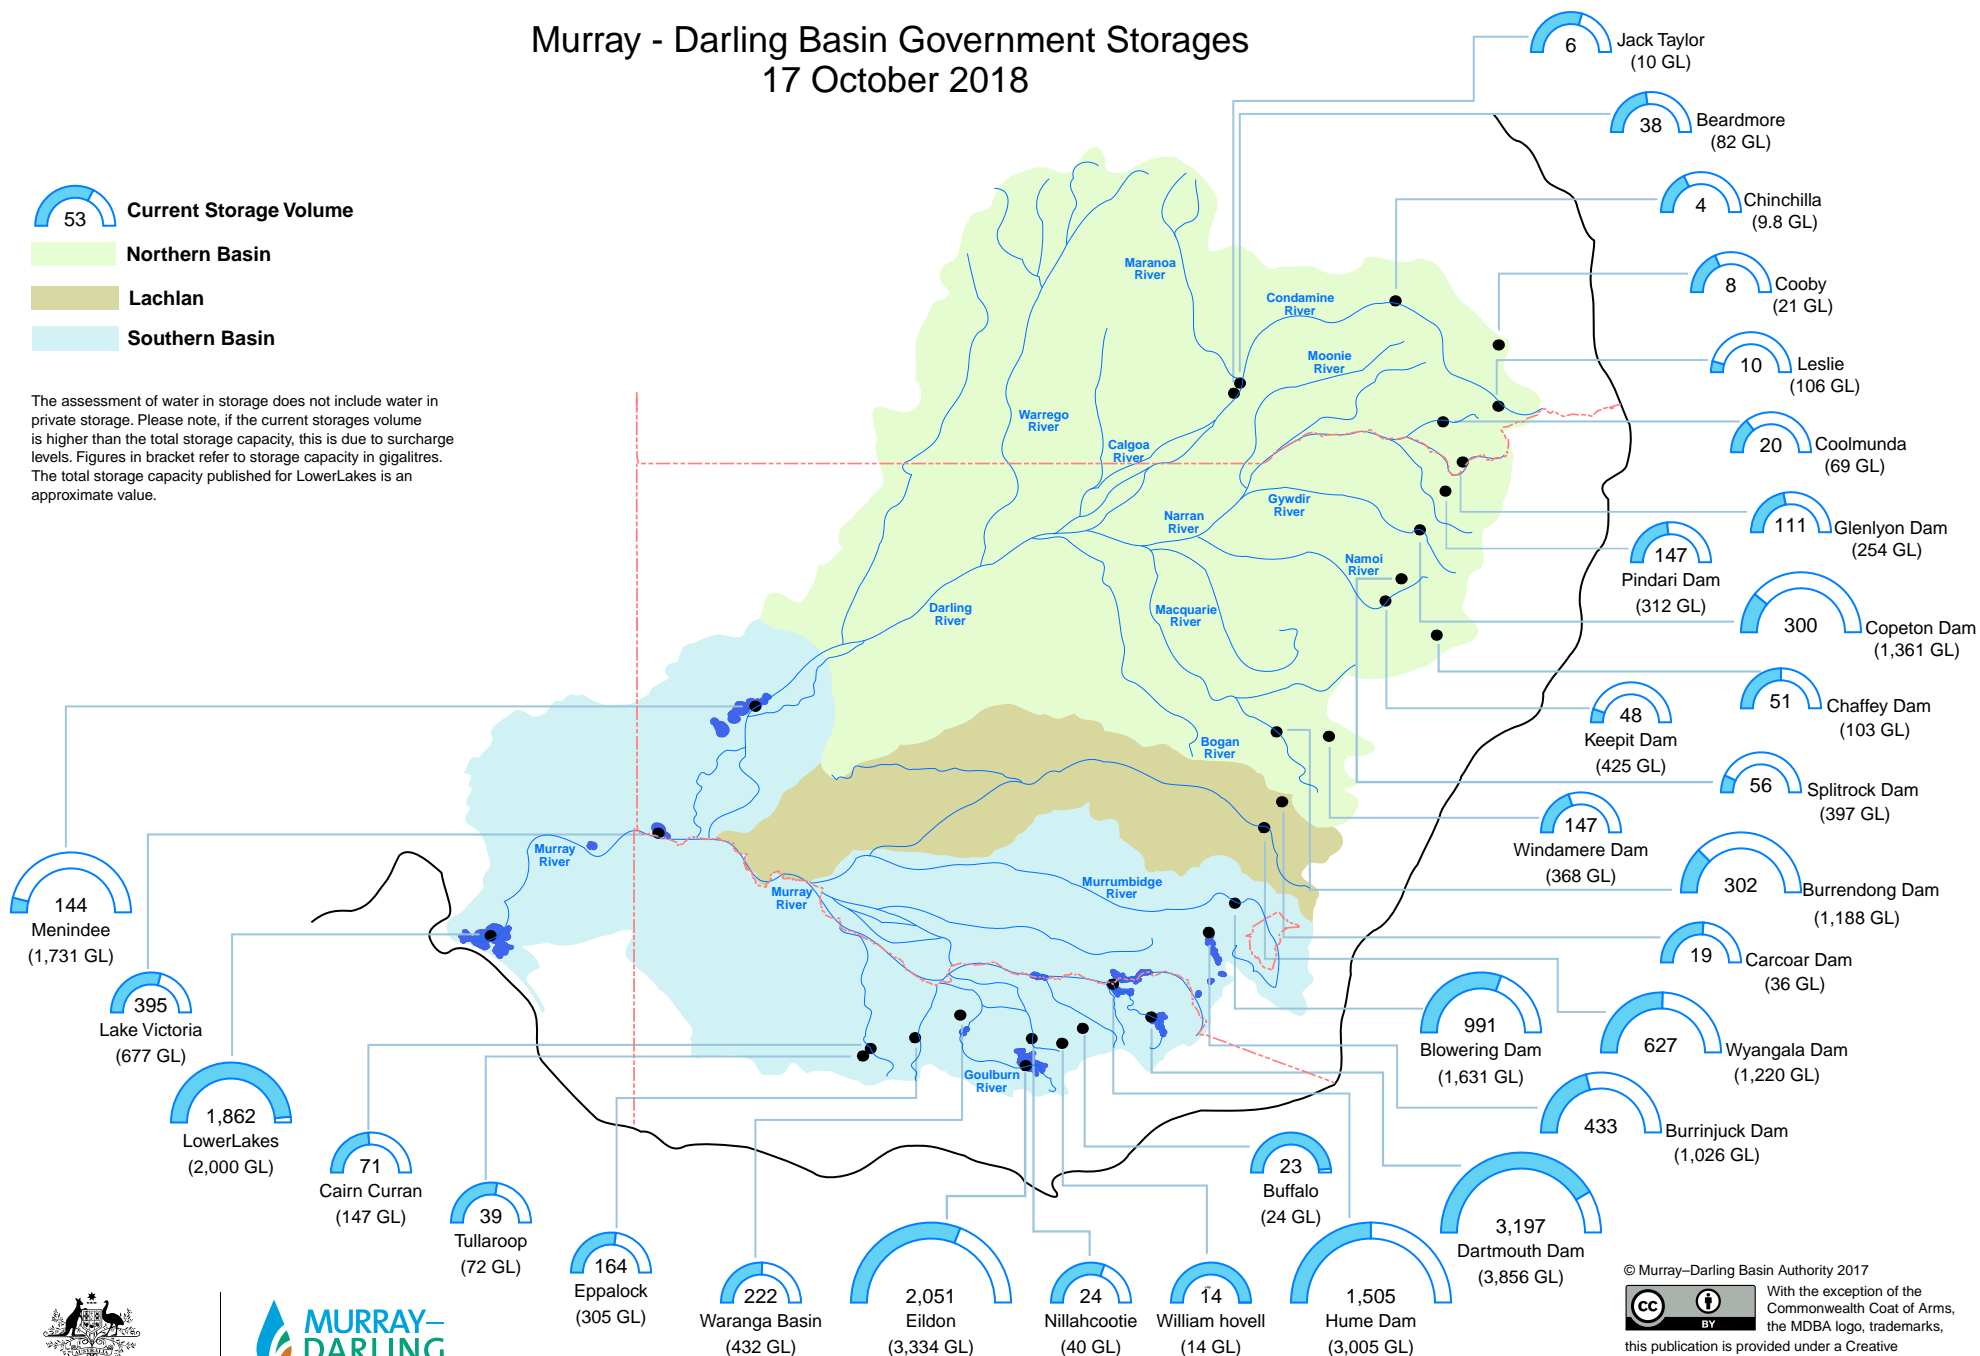 Murray - Darling Basin Government Storages
17 October 2018
53
Current Storage Volume
Northern Basin
Lachlan
Southern Basin
The assessment of water in storage does not include water in
private storage. Please note, if the current storages volume
is higher than the total storage capacity, this is due to surcharge
levels. Figures in bracket refer to storage capacity in gigalitres.
The total storage capacity published for LowerLakes is an
approximate value.
6
Jack Taylor
(10 GL)
38
Beardmore
(82 GL)
4
Chinchilla
(9.8 GL)
8
Cooby
(21 GL)
10
Leslie
(106 GL)
20
Coolmunda
(69 GL)
111
Glenlyon Dam
(254 GL)
147
Pindari Dam
(312 GL)
300
Copeton Dam
(1,361 GL)
51
Chaffey Dam
(103 GL)
48
Keepit Dam
(425 GL)
56
Splitrock Dam
(397 GL)
147
Windamere Dam
(368 GL)
302
Burrendong Dam
(1,188 GL)
19
Carcoar Dam
(36 GL)
991
Blowering Dam
(1,631 GL)
627
Wyangala Dam
(1,220 GL)
433
Burrinjuck Dam
(1,026 GL)
3,197
Dartmouth Dam
(3,856 GL)
Maranoa
River
Condamine
River
Moonie
River
Warrego
River
Calgoa
River
Gywdir
River
Narran
River
Namoi
River
Darling
River
Macquarie
River
Bogan
River
Murray
River
Murray
River
Murrumbidge
River
Goulburn
River
144
Menindee
(1,731 GL)
395
Lake Victoria
(677 GL)
1,862
LowerLakes
(2,000 GL)
71
Cairn Curran
(147 GL)
39
Tullaroop
(72 GL)
164
Eppalock
(305 GL)
222
Waranga Basin
(432 GL)
2,051
Eildon
(3,334 GL)
24
Nillahcootie
(40 GL)
14
William hovell
(14 GL)
23
Buffalo
(24 GL)
1,505
Hume Dam
(3,005 GL)
AUSTRALIA
MURRAY–
DARLING
© Murray–Darling Basin Authority 2017
cc
BY
With the exception of the
Commonwealth Coat of Arms,
the MDBA logo, trademarks,
this publication is provided under a Creative